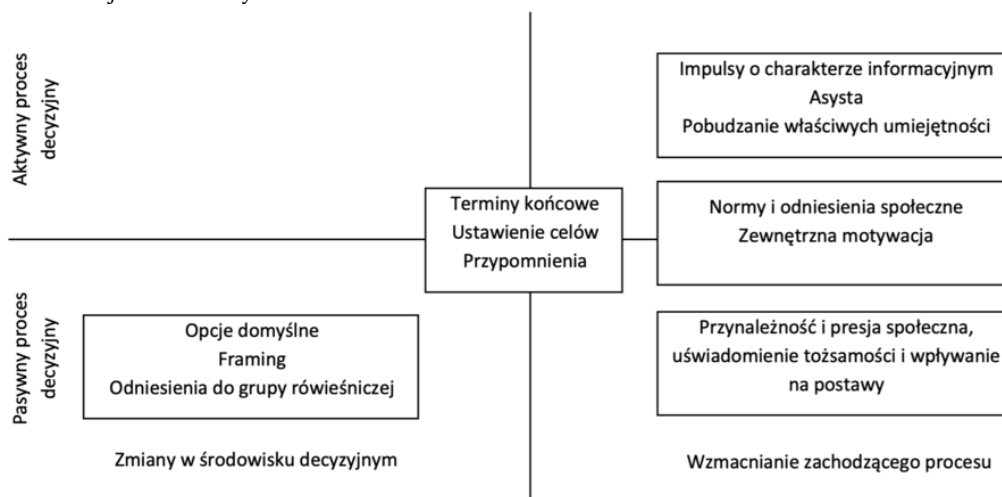 Aktywny proces
decyzyjny
Impulsy o charakterze informacyjnym
Asysta
Pobudzanie właściwych umiejętności
Terminy końcowe
Ustawienie celów
Przypomnienia
Normy i odniesienia społeczne
Zewnętrzna motywacja
Pasywny proces
decyzyjny
Opcje domyślne
Framing
Odniesienia do grupy rówieśniczej
Przynależność i presja społeczna,
uświadomienie tożsamości i wpływanie
na postawy
Zmiany w środowisku decyzyjnym
Wzmacnianie zachodzącego procesu